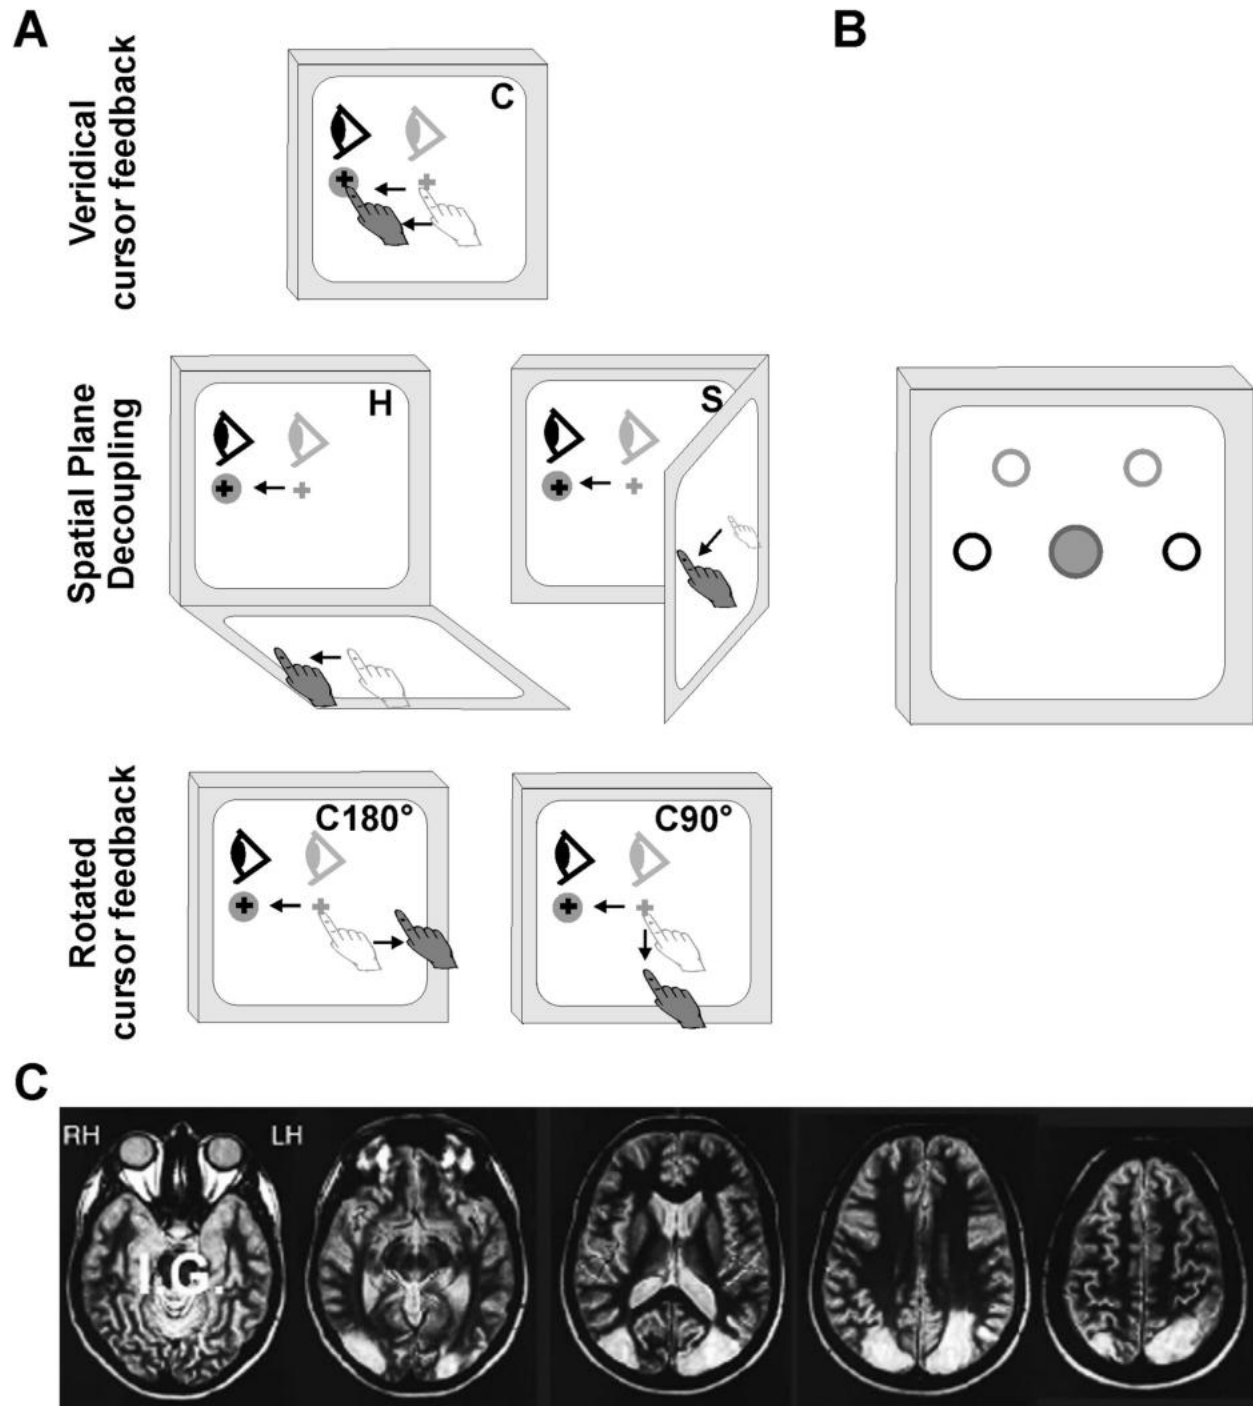 A
B
Veridical
cursor feedback
C
Spatial Plane
Decoupling
H
S
Rotated
cursor feedback
C180°
C90°
C
RH
LH
I.G.